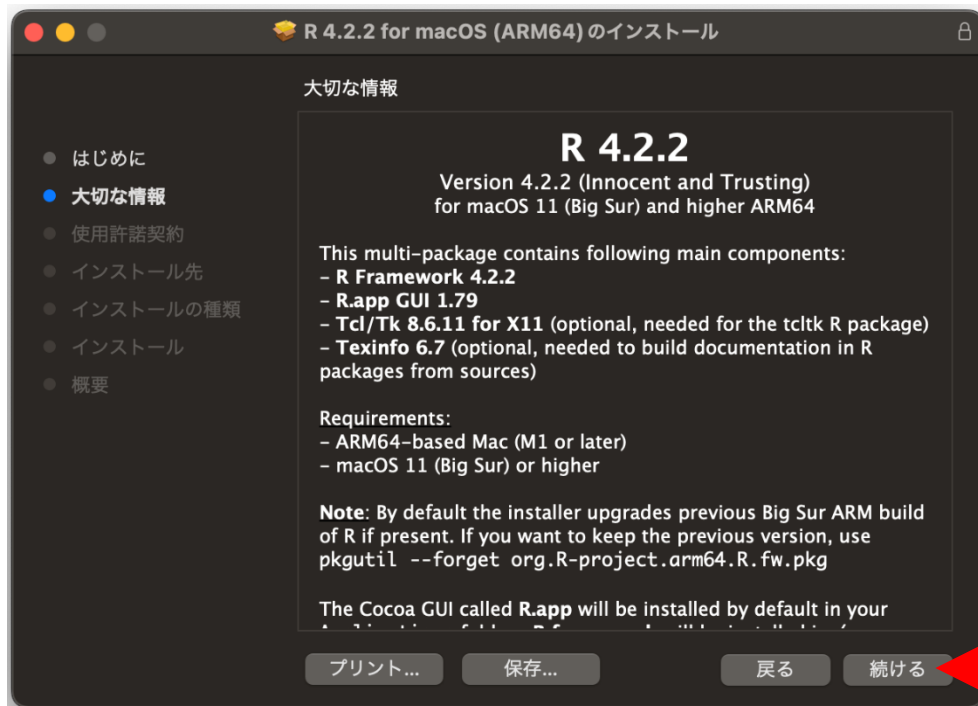 R 4.2.2 for macOS (ARM64)のインストール
大切な情報
はじめに
大切な情報
使用許諾契約
インストール先
インストールの種類
インストール
概要
R 4.2.2
Version 4.2.2 (Innocent and Trusting)
for macOS 11 (Big Sur) and higher ARM64
This multi-package contains following main components:
– R Framework 4.2.2
– R.app GUI 1.79
– Tcl/Tk 8.6.11 for X11 (optional, needed for the tcltk R package)
– Texinfo 6.7 (optional, needed to build documentation in R
packages from sources)
Requirements:
– ARM64-based Mac (M1 or later)
– macOS 11 (Big Sur) or higher
Note: By default the installer upgrades previous Big Sur ARM build
of R if present. If you want to keep the previous version, use
pkgutil --forget org.R-project.arm64.R.fw.pkg
The Cocoa GUI called R.app will be installed by default in your
プリント...
保存...
戻る
続ける